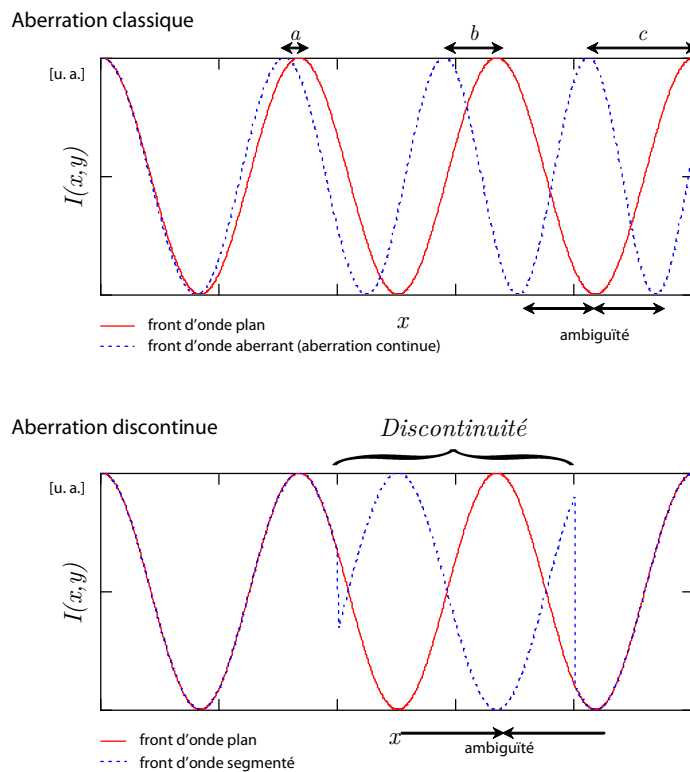 Aberration classique
a b c
[u. a.]
I(x,y)
x
front d'onde plan
front d'onde aberrant (aberration continue)
ambiguïté
Aberration discontinue
Discontinuité
[u. a.]
I(x,y)
x
ambiguïté
front d'onde plan
front d'onde segmenté